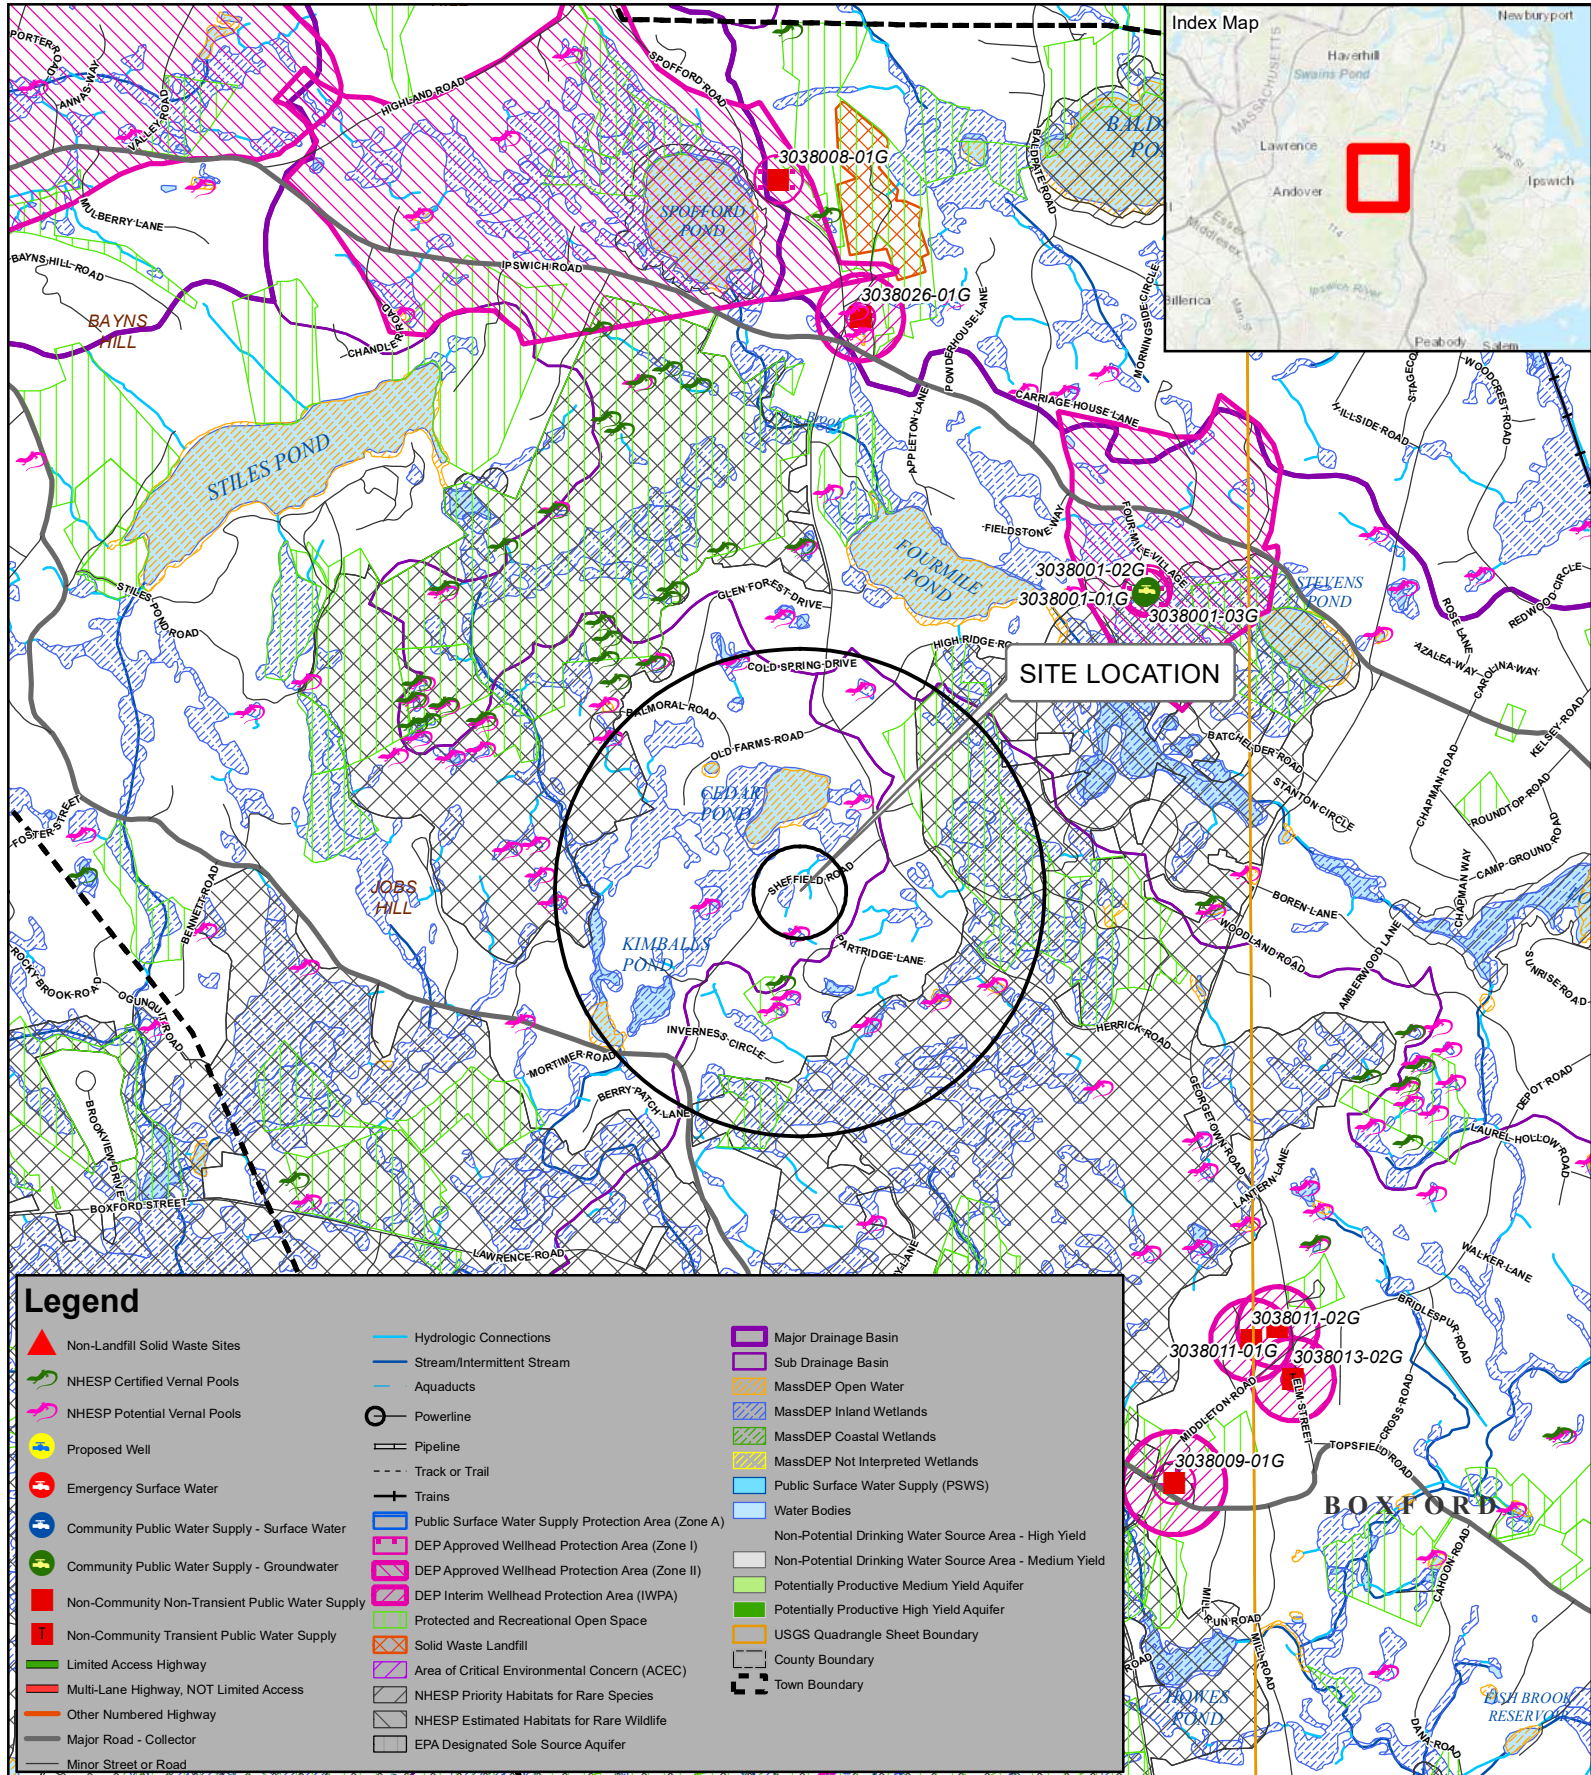 Index Map
Newburyport
Haverhill
Swains Pond
MASSACHUSETTS
Lawrence
123
High St
Ipswich
Andover
Essex
Middlesex
114
Ipswich River
Billerica
Main St
Peabody
Salem
PORTER ROAD
ANNAS WAY
VALLEY ROAD
HIGHLAND ROAD
SPOFFORD ROAD
BALDPATE ROAD
3038008-01G
SPOFFORD
POND
MULBERRY LANE
BAYNS HILL ROAD
IPSWICH ROAD
3038026-01G
BAYNS
HILL
CHANDLER ROAD
POWDERHOUSE LANE
MORNINGSIDE CIRCLE
CARRIAGE HOUSE LANE
APPLETON LANE
HILLSIDE ROAD
WOODCREST ROAD
STILES POND
FIELDSTONE WAY
FOUR MILE VILLAGE
FOURMILE
POND
3038001-02G
3038001-01G
3038001-03G
STEVENS
POND
REDWOOD CIRCLE
ROSE LANE
AZALEA WAY
CAROLINA WAY
STILES POND ROAD
GLEN FOREST DRIVE
HIGH RIDGE RO
SITE LOCATION
COLD SPRING DRIVE
BALMORAL ROAD
OLD FARMS ROAD
CEDAR
POND
KELSEY ROAD
BATCHELDER ROAD
STANTON CIRCLE
CHAPMAN ROAD
ROUNDTOP ROAD
CAMP GROUND ROAD
CHAPMAN WAY
FOSTER STREET
JOBS
HILL
BENNETT ROAD
SHEFFIELD ROAD
PARTRIDGE LANE
KIMBALLS
POND
BOREN LANE
WOODLAND ROAD
AMBERWOOD LANE
SUNRISE ROAD
ROCKY BROOK ROAD
OGUNQUIT ROAD
INVERNESS CIRCLE
MORTIMER ROAD
BERRY PATCH LANE
HERRICK ROAD
GEORGETOWN ROAD
DEPOT ROAD
LAUREL HOLLOW ROAD
BROOKVIEW DRIVE
BOXFORD STREET
LAWRENCE ROAD
LANTERN LANE
WALKER LANE
BRIDLESPUR ROAD
3038011-02G
3038011-01G
3038013-02G
MIDDLETON ROAD
ELM STREET
CROSS ROAD
TOPSFIELD ROAD
3038009-01G
BOXFORD
CAHOON ROAD
MILL RUN ROAD
MILL ROAD
HOWES
POND
FISH BROOK
RESERVOIR
DANA ROAD
Legend
Non-Landfill Solid Waste Sites
NHESP Certified Vernal Pools
NHESP Potential Vernal Pools
Proposed Well
Emergency Surface Water
Community Public Water Supply - Surface Water
Community Public Water Supply - Groundwater
Non-Community Non-Transient Public Water Supply
T
Non-Community Transient Public Water Supply
Limited Access Highway
Multi-Lane Highway, NOT Limited Access
Other Numbered Highway
Major Road - Collector
Minor Street or Road
Hydrologic Connections
Stream/Intermittent Stream
Aquaducts
Powerline
Pipeline
Track or Trail
Trains
Public Surface Water Supply Protection Area (Zone A)
DEP Approved Wellhead Protection Area (Zone I)
DEP Approved Wellhead Protection Area (Zone II)
DEP Interim Wellhead Protection Area (IWPA)
Protected and Recreational Open Space
Solid Waste Landfill
Area of Critical Environmental Concern (ACEC)
NHESP Priority Habitats for Rare Species
NHESP Estimated Habitats for Rare Wildlife
EPA Designated Sole Source Aquifer
Major Drainage Basin
Sub Drainage Basin
MassDEP Open Water
MassDEP Inland Wetlands
MassDEP Coastal Wetlands
MassDEP Not Interpreted Wetlands
Public Surface Water Supply (PSWS)
Water Bodies
Non-Potential Drinking Water Source Area - High Yield
Non-Potential Drinking Water Source Area - Medium Yield
Potentially Productive Medium Yield Aquifer
Potentially Productive High Yield Aquifer
USGS Quadrangle Sheet Boundary
County Boundary
Town Boundary